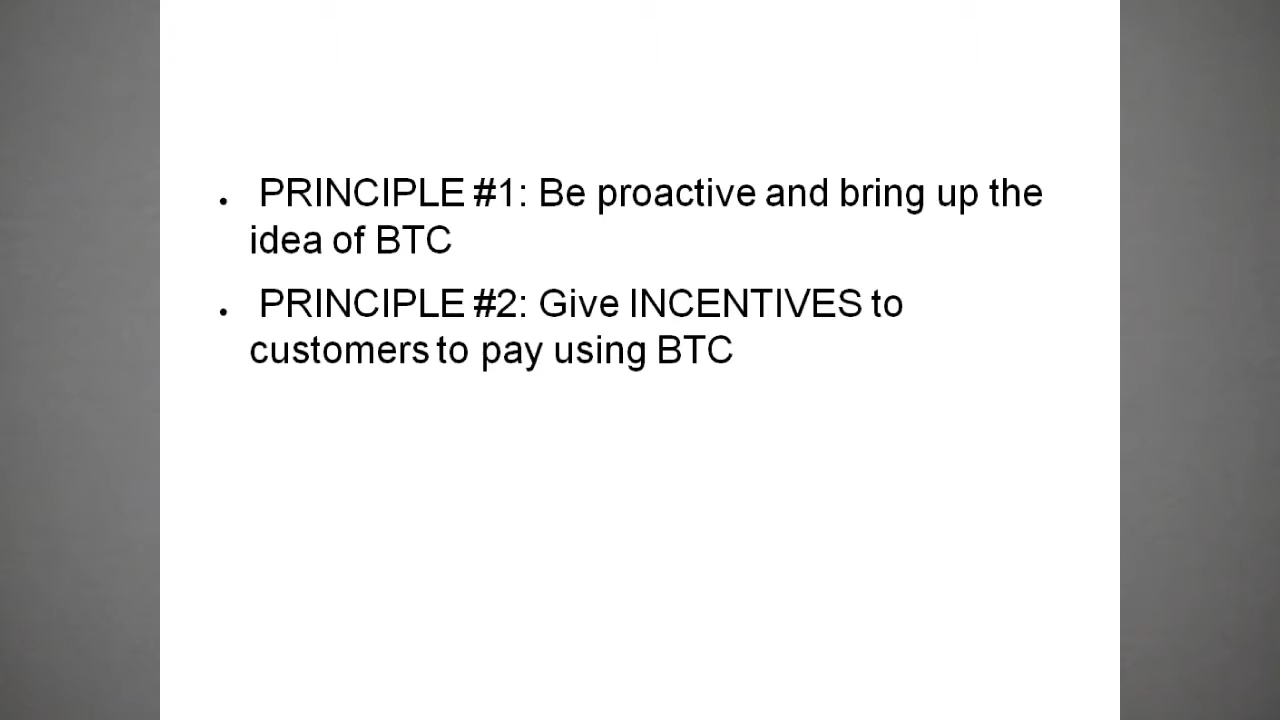 • PRINCIPLE #1: Be proactive and bring up the
idea of BTC
• PRINCIPLE #2: Give INCENTIVES to
customers to pay using BTC